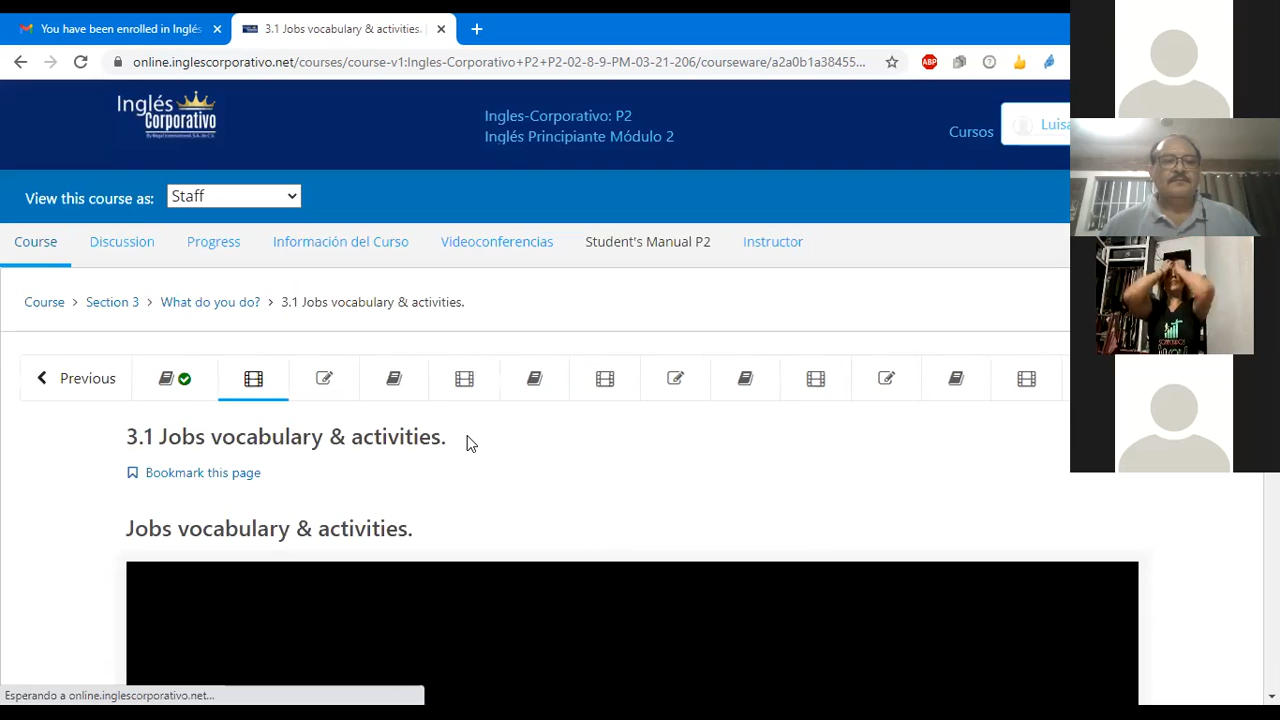 You have been enrolled in Inglés
3.1 Jobs vocabulary & activities.
online.inglescorporativo.net/courses/course-v1:Ingles-Corporativo+P2+P2-02-8-9-PM-03-21-206/courseware/a2a0b1a38455...
ABP
Inglés
Corporativo
Ingles-Corporativo: P2
Inglés Principiante Módulo 2
Cursos
Luisa
View this course as:
Staff
Course
Discussion
Progress
Información del Curso
Videoconferencias
Student's Manual P2
Instructor
Course > Section 3 > What do you do? > 3.1 Jobs vocabulary & activities.
Previous
3.1 Jobs vocabulary & activities.
Bookmark this page
Jobs vocabulary & activities.
Esperando a online.inglescorporativo.net...